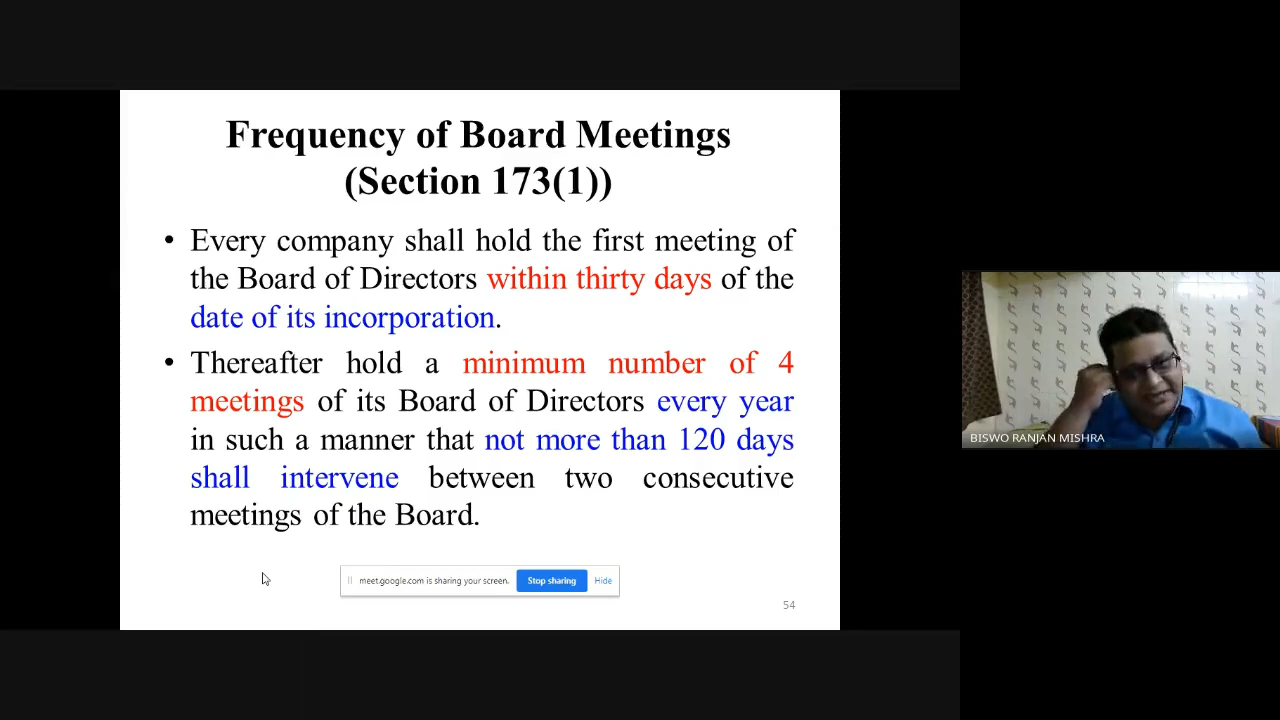 Frequency of Board Meetings
(Section 173(1))
• Every company shall hold the first meeting of
the Board of Directors within thirty days of the
date of its incorporation.
• Thereafter hold a minimum number of 4
meetings of its Board of Directors every year
in such a manner that not more than 120 days
shall intervene between two consecutive
meetings of the Board.
meet.google.com is sharing your screen. Stop sharing Hide
54
BISWO RANJAN MISHRA